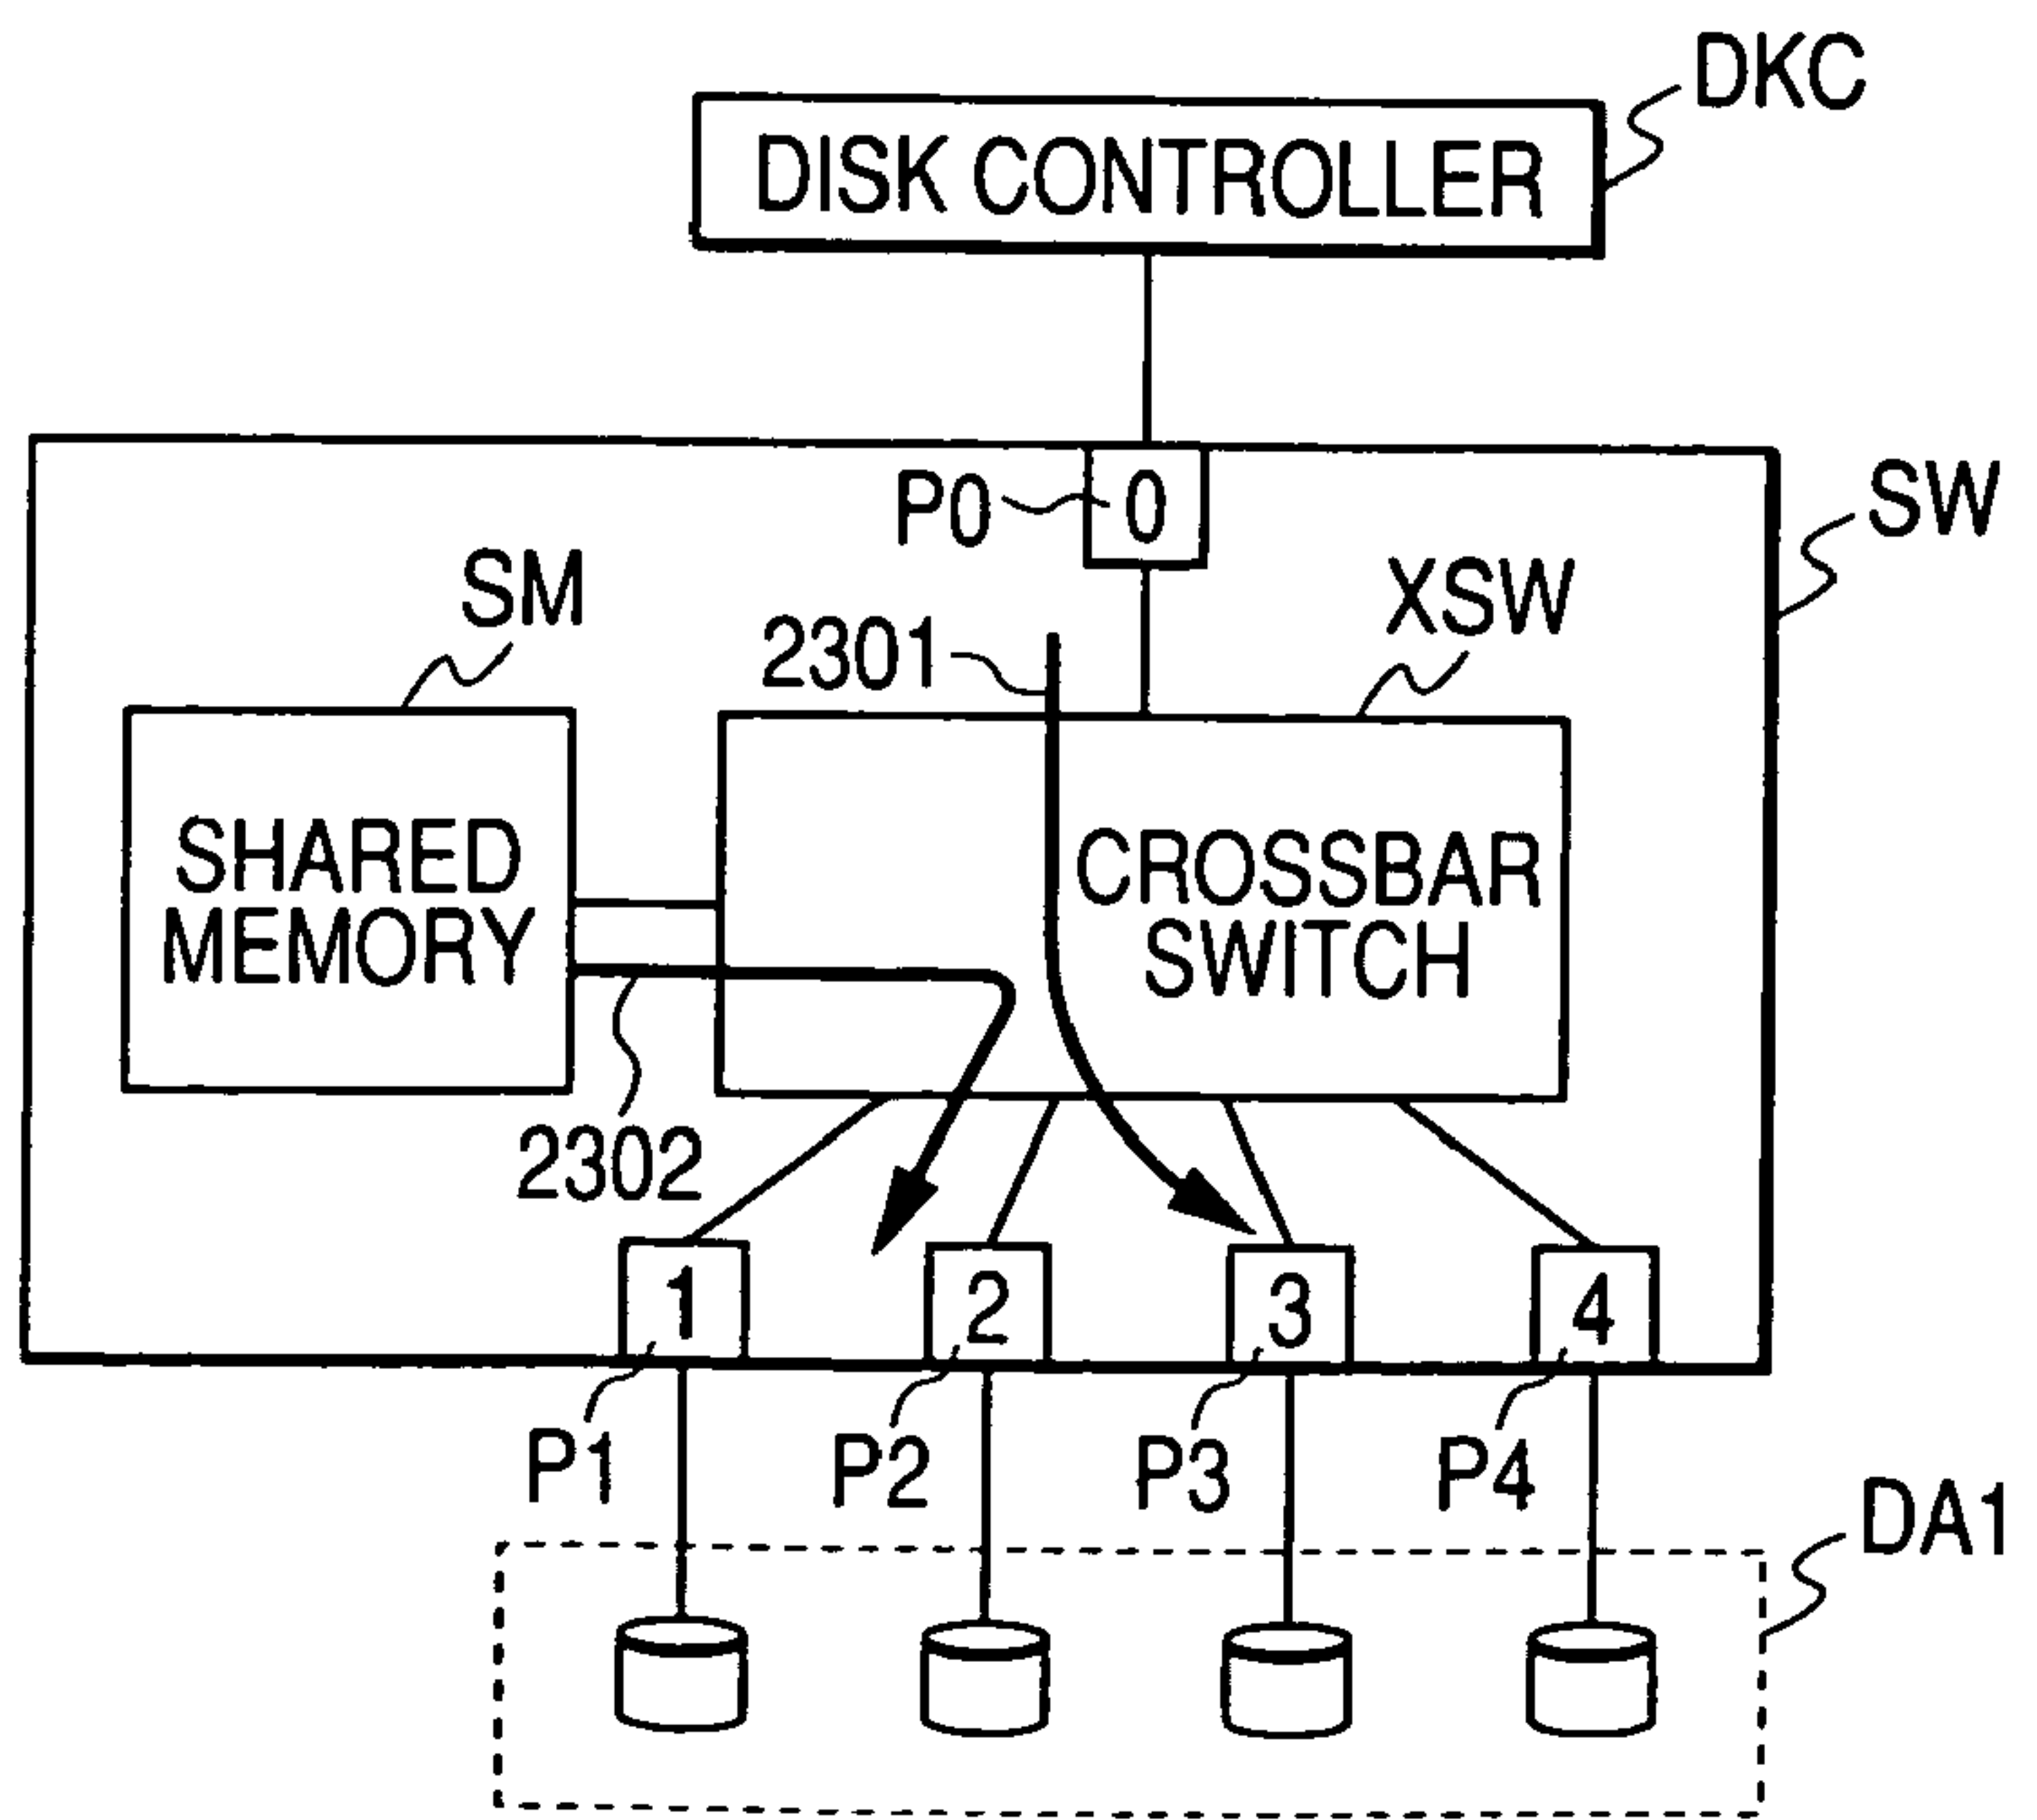 DKC
DISK CONTROLLER
P0
0
SW
SM
2301
XSW
SHARED
MEMORY
CROSSBAR
SWITCH
2302
1
2
3
4
P1
P2
P3
P4
DA1